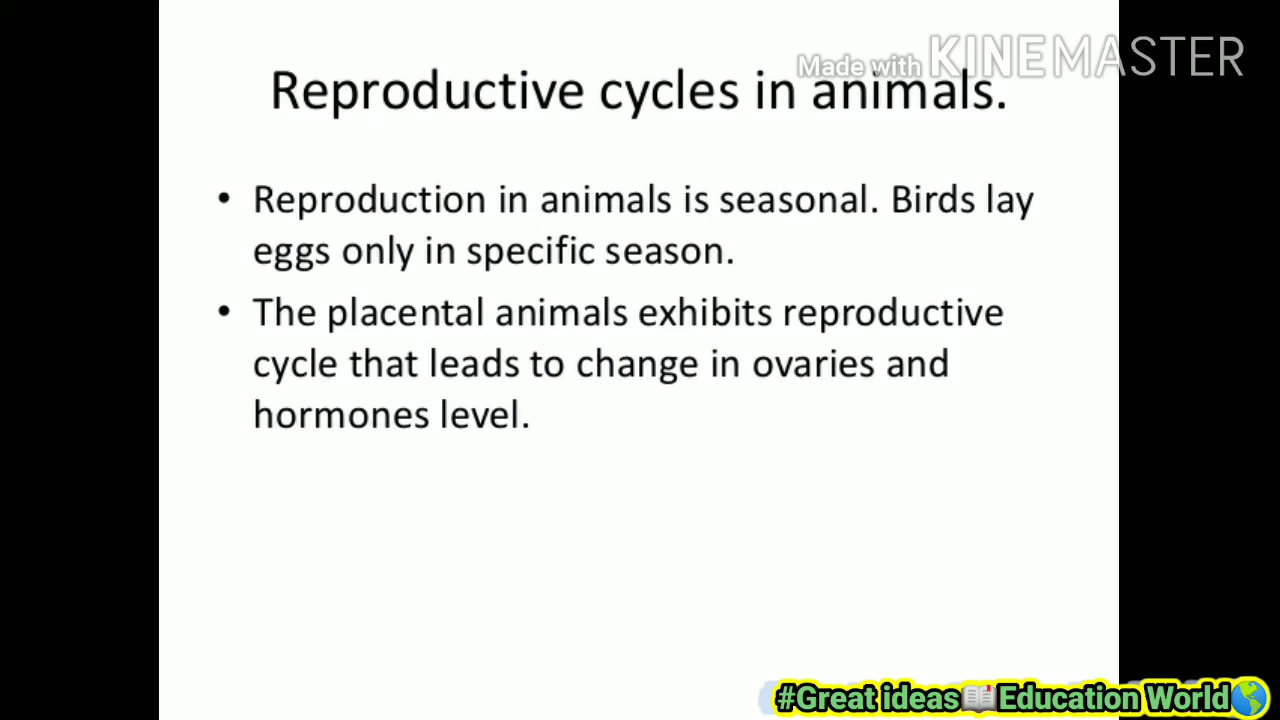 Made with KINEMASTER
Reproductive cycles in animals.
• Reproduction in animals is seasonal. Birds lay
eggs only in specific season.
• The placental animals exhibits reproductive
cycle that leads to change in ovaries and
hormones level.
#Great ideas📖Education World🌎